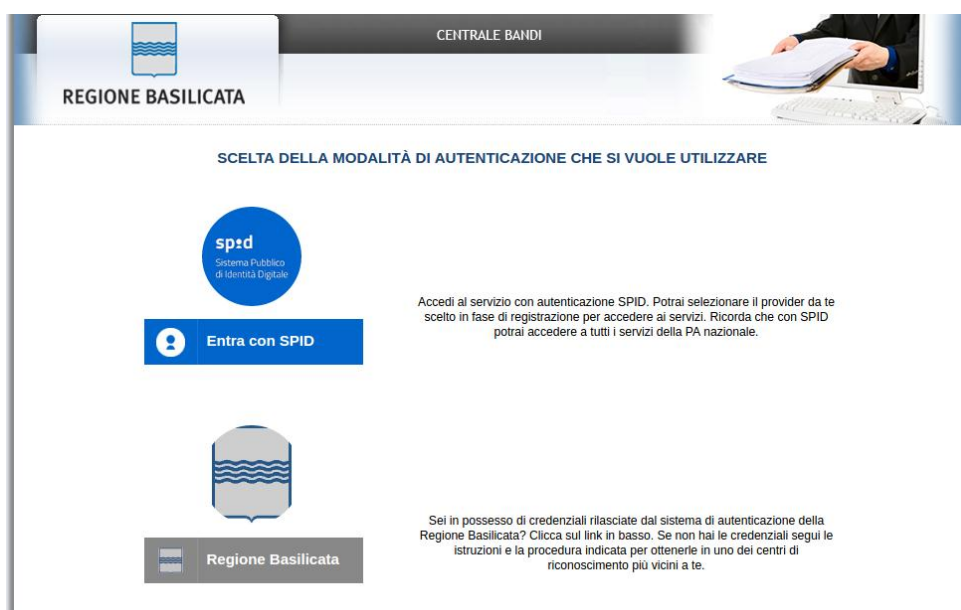 CENTRALE BANDI
REGIONE BASILICATA
SCELTA DELLA MODALITÀ DI AUTENTICAZIONE CHE SI VUOLE UTILIZZARE
sp:d
Sistema Pubblico
di Identità Digitale
Entra con SPID
Accedi al servizio con autenticazione SPID. Potrai selezionare il provider da te
scelto in fase di registrazione per accedere ai servizi. Ricorda che con SPID
potrai accedere a tutti i servizi della PA nazionale.
Regione Basilicata
Sei in possesso di credenziali rilasciate dal sistema di autenticazione della
Regione Basilicata? Clicca sul link in basso. Se non hai le credenziali segui le
istruzioni e la procedura indicata per ottenerle in uno dei centri di
riconoscimento più vicini a te.